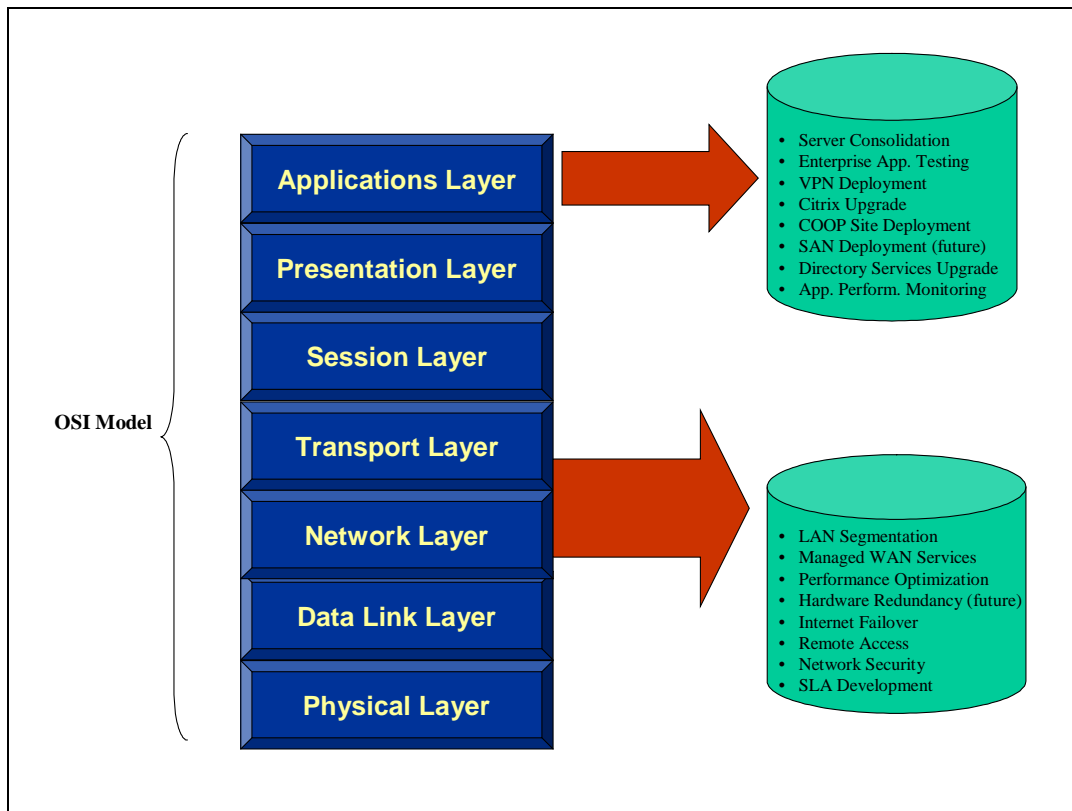 OSI Model
Applications Layer
Presentation Layer
Session Layer
Transport Layer
Network Layer
Data Link Layer
Physical Layer
• Server Consolidation
• Enterprise App. Testing
• VPN Deployment
• Citrix Upgrade
• COOP Site Deployment
• SAN Deployment (future)
• Directory Services Upgrade
• App. Perform. Monitoring
• LAN Segmentation
• Managed WAN Services
• Performance Optimization
• Hardware Redundancy (future)
• Internet Failover
• Remote Access
• Network Security
• SLA Development